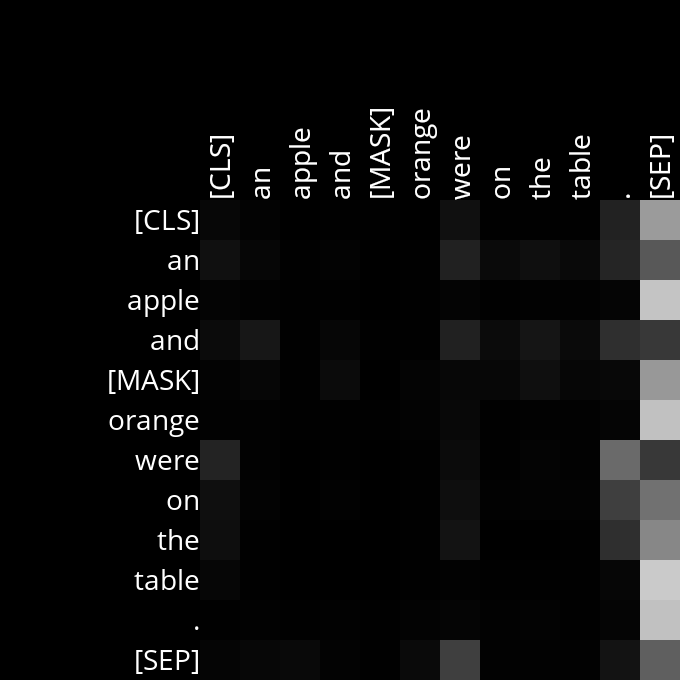 [CLS] an apple and [MASK] orange were on the table . [SEP]
[CLS]
an
apple
and
[MASK]
orange
were
on
the
table
.
[SEP]